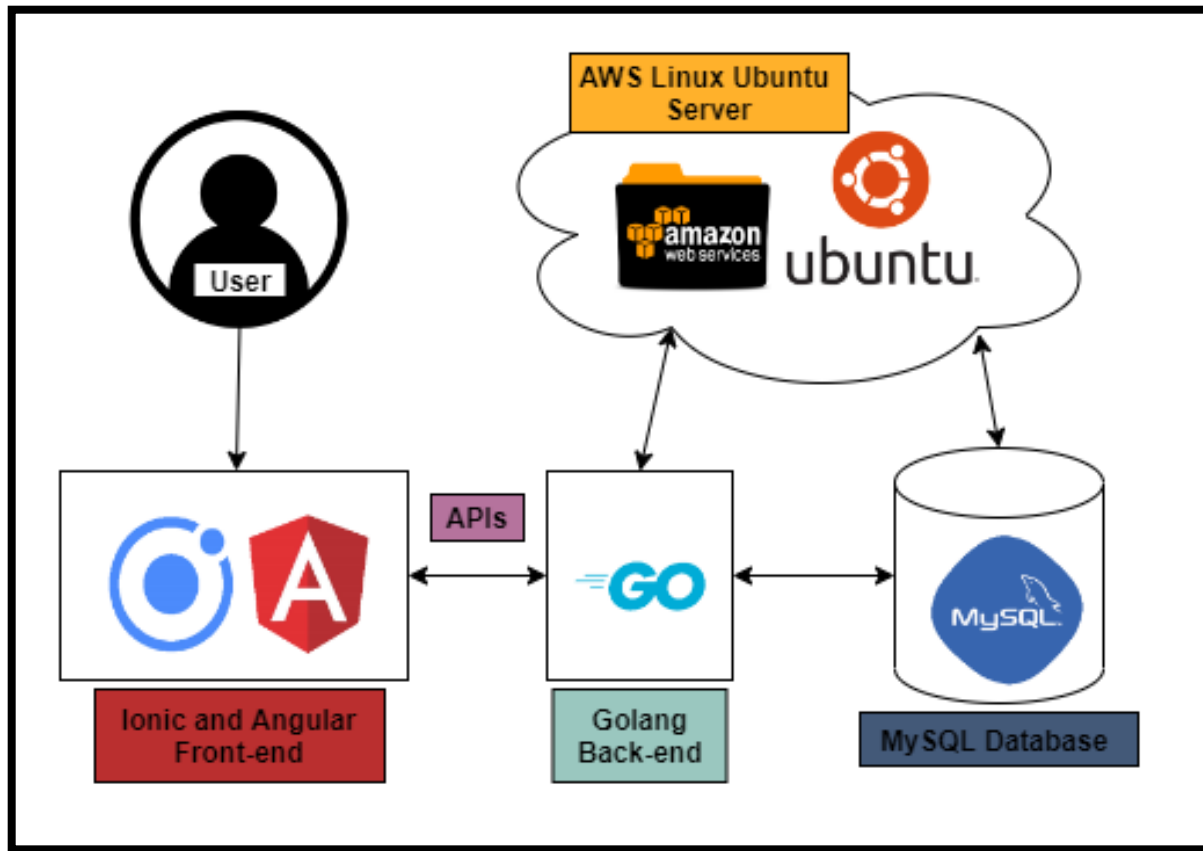 AWS Linux Ubuntu
Server
amazon
web services
ubuntu
User
APIs
GO
MySQL
Ionic and Angular
Front-end
Golang
Back-end
MySQL Database